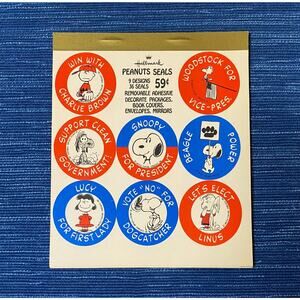 WIN WITH
CHARLIE BROWN
Hallmark
PEANUTS SEALS
9 DESIGNS
36 SEALS
59¢
REMOVABLE ADHESIVE
DECORATE PACKAGES,
BOOK COVERS,
ENVELOPES, MIRRORS
WOODSTOCK FOR
VICE-PRES.
SUPPORT CLEAN
GOVERNMENT!
SNOOPY
FOR PRESIDENT
BEAGLE
POWER
LUCY
FOR FIRST LADY
VOTE "NO" FOR
DOGCATCHER
LET'S ELECT
LINUS